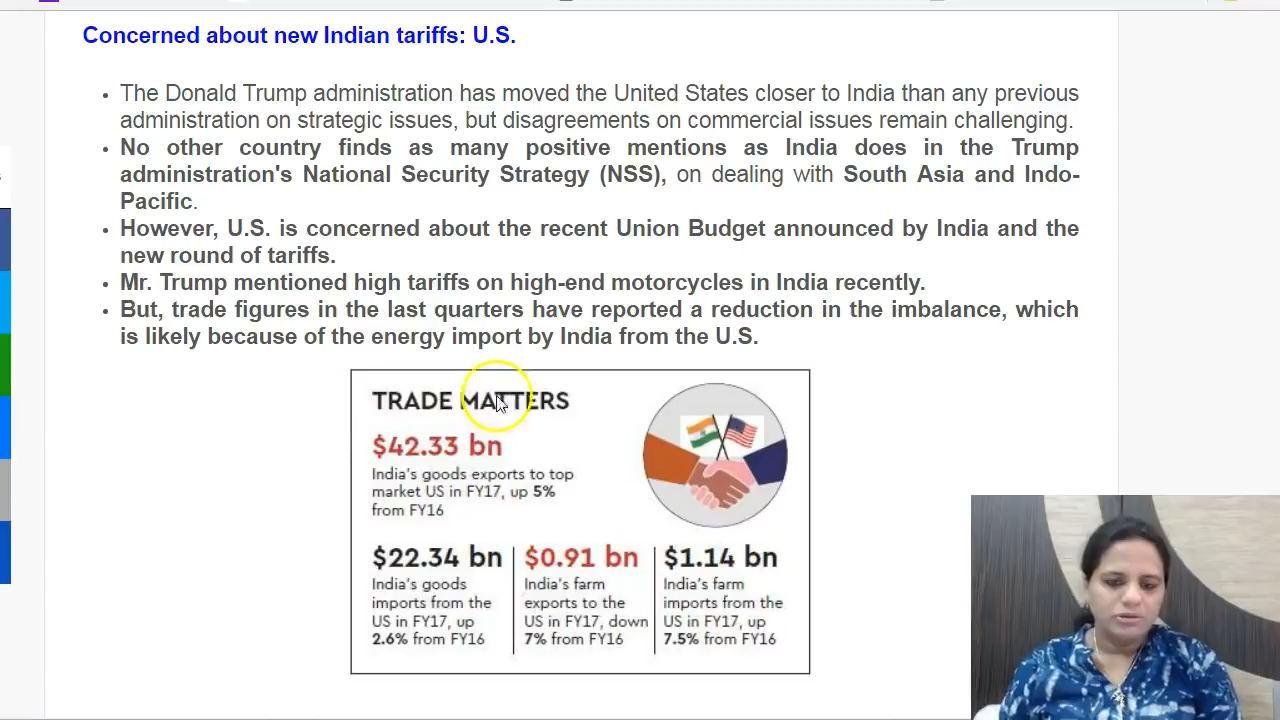 Concerned about new Indian tariffs: U.S.
• The Donald Trump administration has moved the United States closer to India than any previous
administration on strategic issues, but disagreements on commercial issues remain challenging.
• No other country finds as many positive mentions as India does in the Trump
administration's National Security Strategy (NSS), on dealing with South Asia and Indo-
Pacific.
• However, U.S. is concerned about the recent Union Budget announced by India and the
new round of tariffs.
• Mr. Trump mentioned high tariffs on high-end motorcycles in India recently.
• But, trade figures in the last quarters have reported a reduction in the imbalance, which
is likely because of the energy import by India from the U.S.
TRADE MATTERS
$42.33 bn
India's goods exports to top
market US in FY17, up 5%
from FY16
$22.34 bn
India's goods
imports from the
US in FY17, up
2.6% from FY16
$0.91 bn
India's farm
exports to the
US in FY17, down
7% from FY16
$1.14 bn
India's farm
imports from the
US in FY17, up
7.5% from FY16